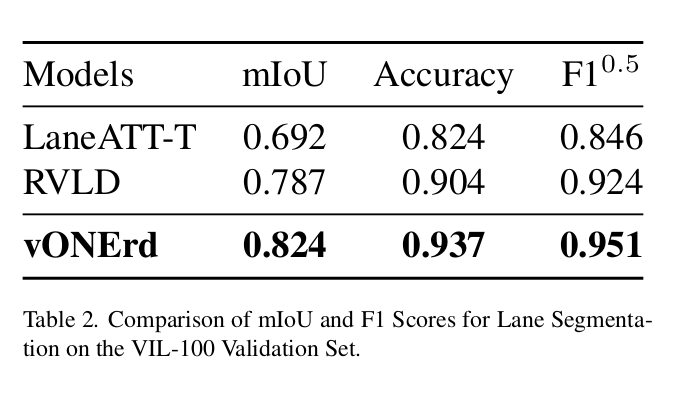 Models mIoU Accuracy F1^0.5
LaneATT-T 0.692 0.824 0.846
RVLD 0.787 0.904 0.924
vONErd 0.824 0.937 0.951
Table 2. Comparison of mIoU and F1 Scores for Lane Segmenta-
tion on the VIL-100 Validation Set.